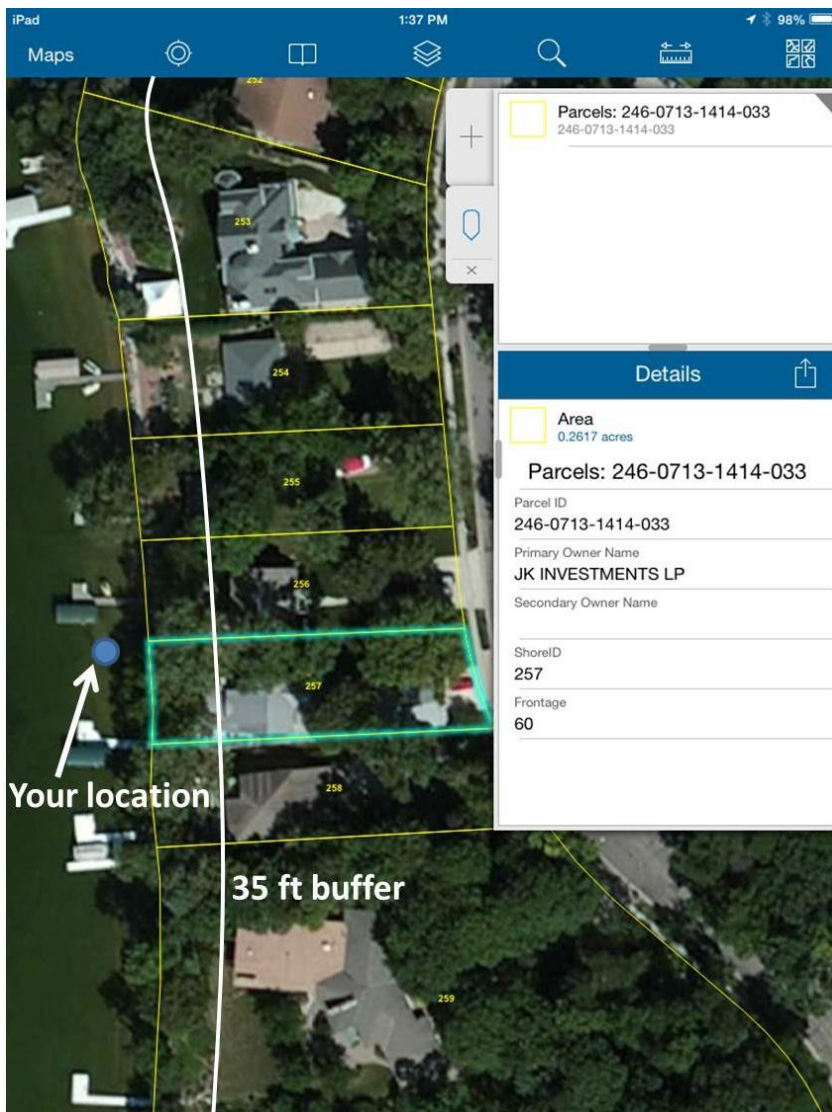 iPad 1:37 PM 98%
Maps
252
Parcels: 246-0713-1414-033
246-0713-1414-033
253
254
Details
Area
0.2617 acres
255
Parcels: 246-0713-1414-033
Parcel ID
246-0713-1414-033
Primary Owner Name
JK INVESTMENTS LP
256
Secondary Owner Name
ShoreID
257
257
Frontage
60
Your location
258
35 ft buffer
259